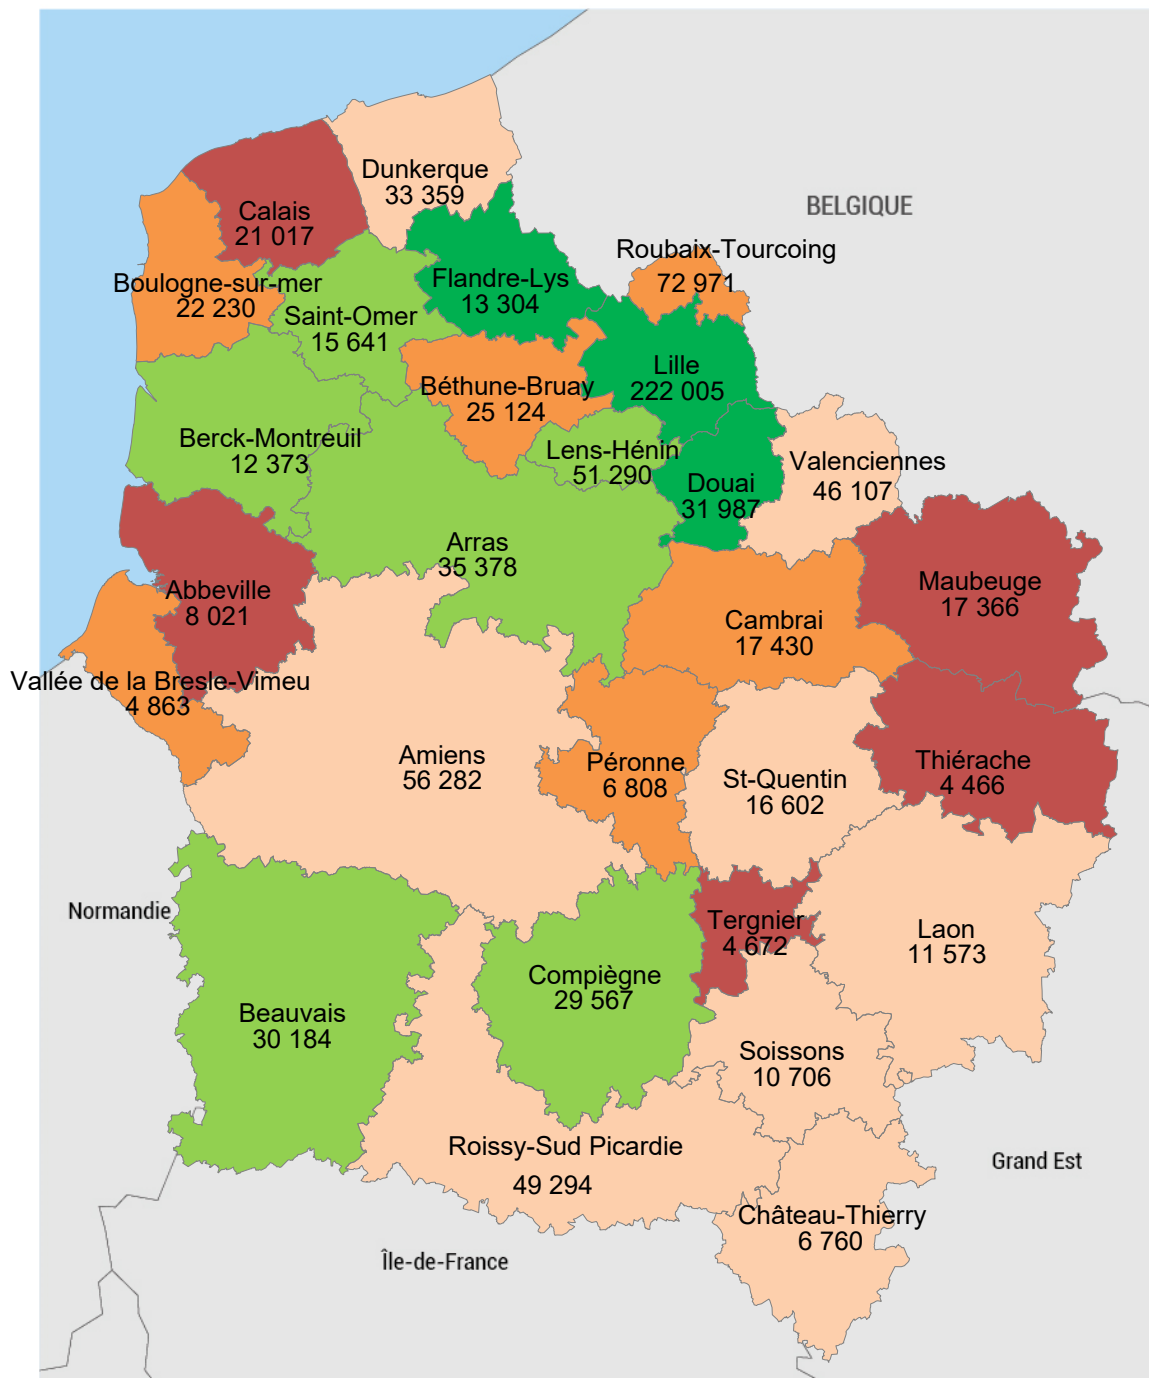 Dunkerque
33 359
Calais
21 017
BELGIQUE
Roubaix-Tourcoing
72 971
Flandre-Lys
13 304
Boulogne-sur-mer
22 230
Saint-Omer
15 641
Lille
222 005
Béthune-Bruay
25 124
Berck-Montreuil
12 373
Lens-Hénin
51 290
Valenciennes
46 107
Douai
31 987
Arras
35 378
Abbeville
8 021
Maubeuge
17 366
Cambrai
17 430
Vallée de la Bresle-Vimeu
4 863
Amiens
56 282
Péronne
6 808
St-Quentin
16 602
Thiérache
4 466
Normandie
Tergnier
4 672
Laon
11 573
Compiègne
29 567
Beauvais
30 184
Soissons
10 706
Roissy-Sud Picardie
49 294
Grand Est
Château-Thierry
6 760
Île-de-France